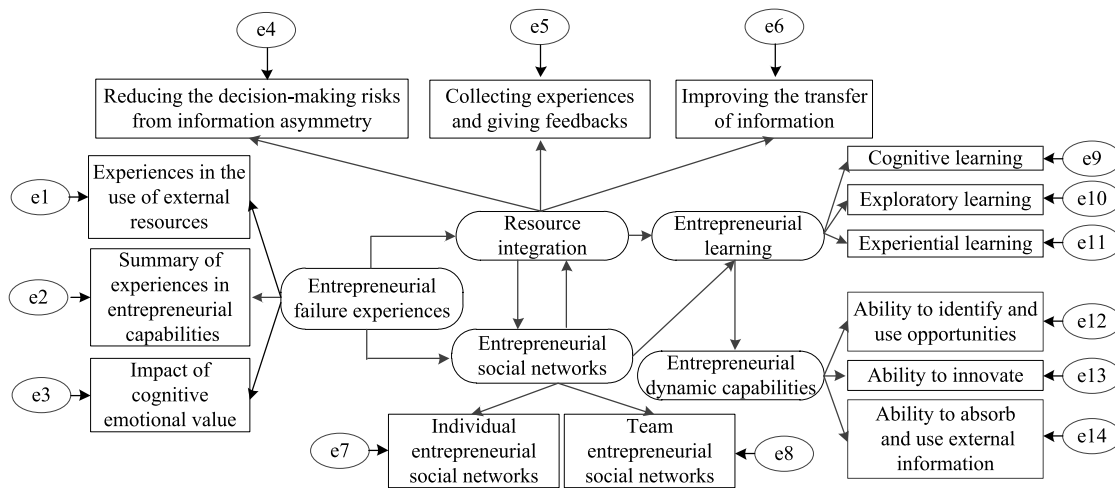 e4
e5
e6
Reducing the decision-making risks
from information asymmetry
Collecting experiences
and giving feedbacks
Improving the transfer
of information
e1
Experiences in the
use of external
resources
Cognitive learning
e9
Exploratory learning
e10
Experiential learning
e11
Resource
integration
Entrepreneurial
learning
e2
Summary of
experiences in
entrepreneurial
capabilities
Entrepreneurial
failure experiences
Ability to identify and
use opportunities
e12
Entrepreneurial
social networks
Entrepreneurial
dynamic capabilities
Ability to innovate
e13
e3
Impact of
cognitive
emotional value
Ability to absorb
and use external
information
e14
e7
Individual
entrepreneurial
social networks
Team
entrepreneurial
social networks
e8